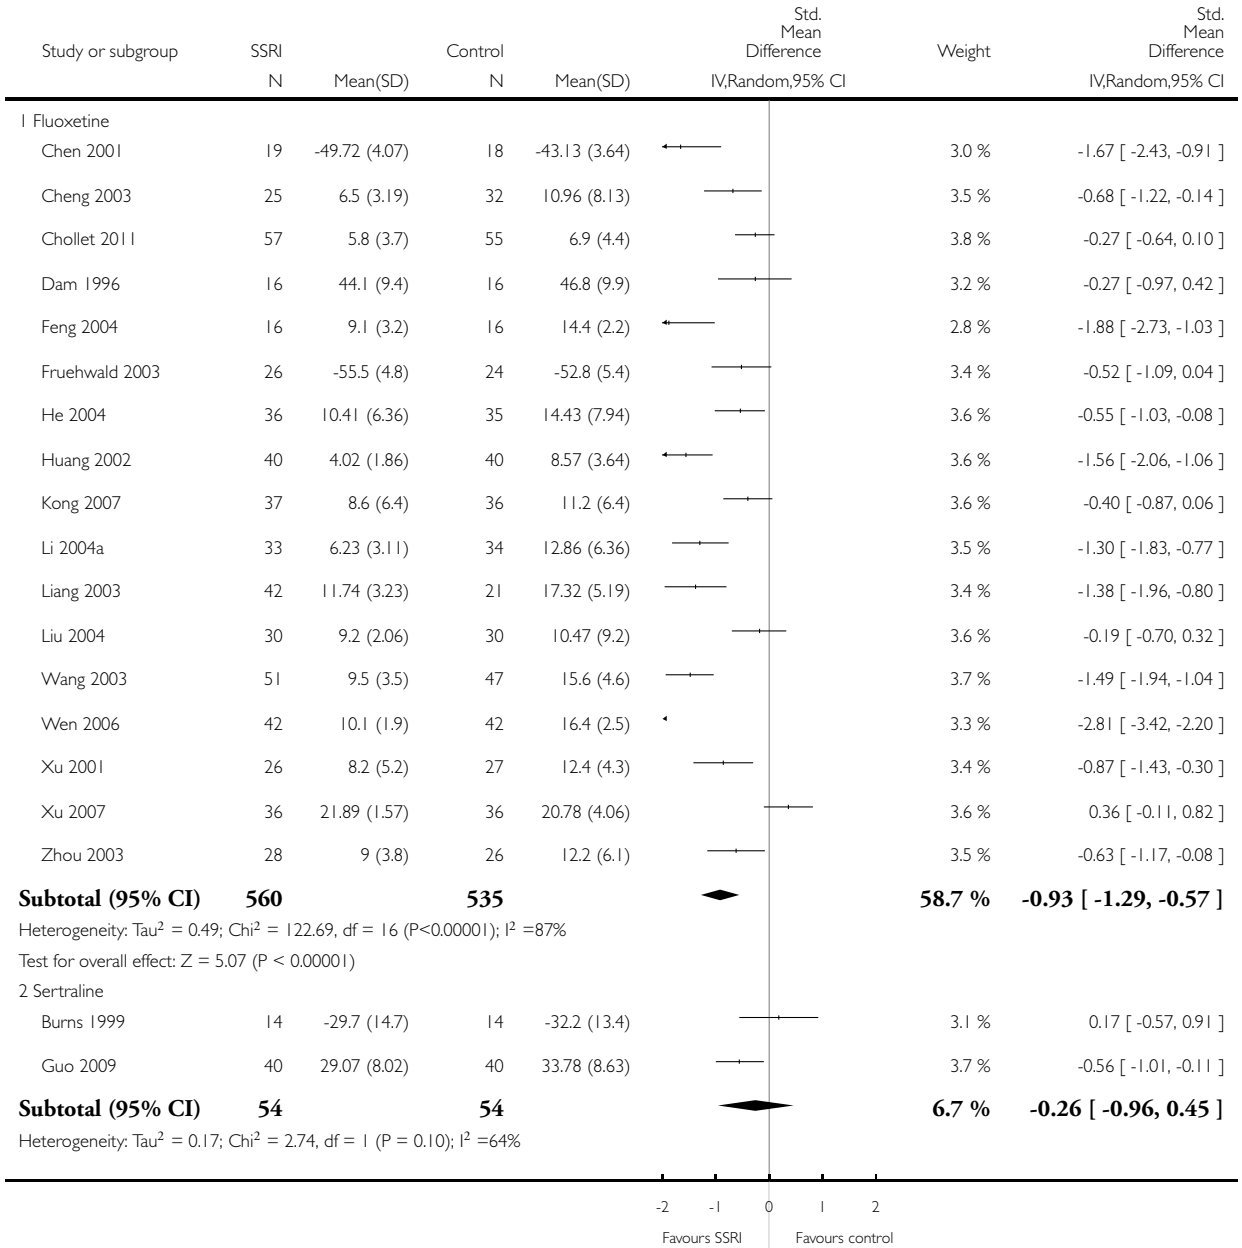 Std. Mean Difference Std. Mean Difference
Study or subgroup SSRI Control Weight
N Mean(SD) N Mean(SD) IV,Random,95% CI IV,Random,95% CI
1 Fluoxetine
Chen 2001 19 -49.72 (4.07) 18 -43.13 (3.64) 3.0 % -1.67 [ -2.43, -0.91 ]
Cheng 2003 25 6.5 (3.19) 32 10.96 (8.13) 3.5 % -0.68 [ -1.22, -0.14 ]
Chollet 2011 57 5.8 (3.7) 55 6.9 (4.4) 3.8 % -0.27 [ -0.64, 0.10 ]
Dam 1996 16 44.1 (9.4) 16 46.8 (9.9) 3.2 % -0.27 [ -0.97, 0.42 ]
Feng 2004 16 9.1 (3.2) 16 14.4 (2.2) 2.8 % -1.88 [ -2.73, -1.03 ]
Fruehwald 2003 26 -55.5 (4.8) 24 -52.8 (5.4) 3.4 % -0.52 [ -1.09, 0.04 ]
He 2004 36 10.41 (6.36) 35 14.43 (7.94) 3.6 % -0.55 [ -1.03, -0.08 ]
Huang 2002 40 4.02 (1.86) 40 8.57 (3.64) 3.6 % -1.56 [ -2.06, -1.06 ]
Kong 2007 37 8.6 (6.4) 36 11.2 (6.4) 3.6 % -0.40 [ -0.87, 0.06 ]
Li 2004a 33 6.23 (3.11) 34 12.86 (6.36) 3.5 % -1.30 [ -1.83, -0.77 ]
Liang 2003 42 11.74 (3.23) 21 17.32 (5.19) 3.4 % -1.38 [ -1.96, -0.80 ]
Liu 2004 30 9.2 (2.06) 30 10.47 (9.2) 3.6 % -0.19 [ -0.70, 0.32 ]
Wang 2003 51 9.5 (3.5) 47 15.6 (4.6) 3.7 % -1.49 [ -1.94, -1.04 ]
Wen 2006 42 10.1 (1.9) 42 16.4 (2.5) 3.3 % -2.81 [ -3.42, -2.20 ]
Xu 2001 26 8.2 (5.2) 27 12.4 (4.3) 3.4 % -0.87 [ -1.43, -0.30 ]
Xu 2007 36 21.89 (1.57) 36 20.78 (4.06) 3.6 % 0.36 [ -0.11, 0.82 ]
Zhou 2003 28 9 (3.8) 26 12.2 (6.1) 3.5 % -0.63 [ -1.17, -0.08 ]
Subtotal (95% CI) 560 535 58.7 % -0.93 [ -1.29, -0.57 ]
Heterogeneity: Tau² = 0.49; Chi² = 122.69, df = 16 (P<0.00001); I² =87%
Test for overall effect: Z = 5.07 (P < 0.00001)
2 Sertraline
Burns 1999 14 -29.7 (14.7) 14 -32.2 (13.4) 3.1 % 0.17 [ -0.57, 0.91 ]
Guo 2009 40 29.07 (8.02) 40 33.78 (8.63) 3.7 % -0.56 [ -1.01, -0.11 ]
Subtotal (95% CI) 54 54 6.7 % -0.26 [ -0.96, 0.45 ]
Heterogeneity: Tau² = 0.17; Chi² = 2.74, df = 1 (P = 0.10); I² =64%
-2 -1 0 1 2
Favours SSRI Favours control